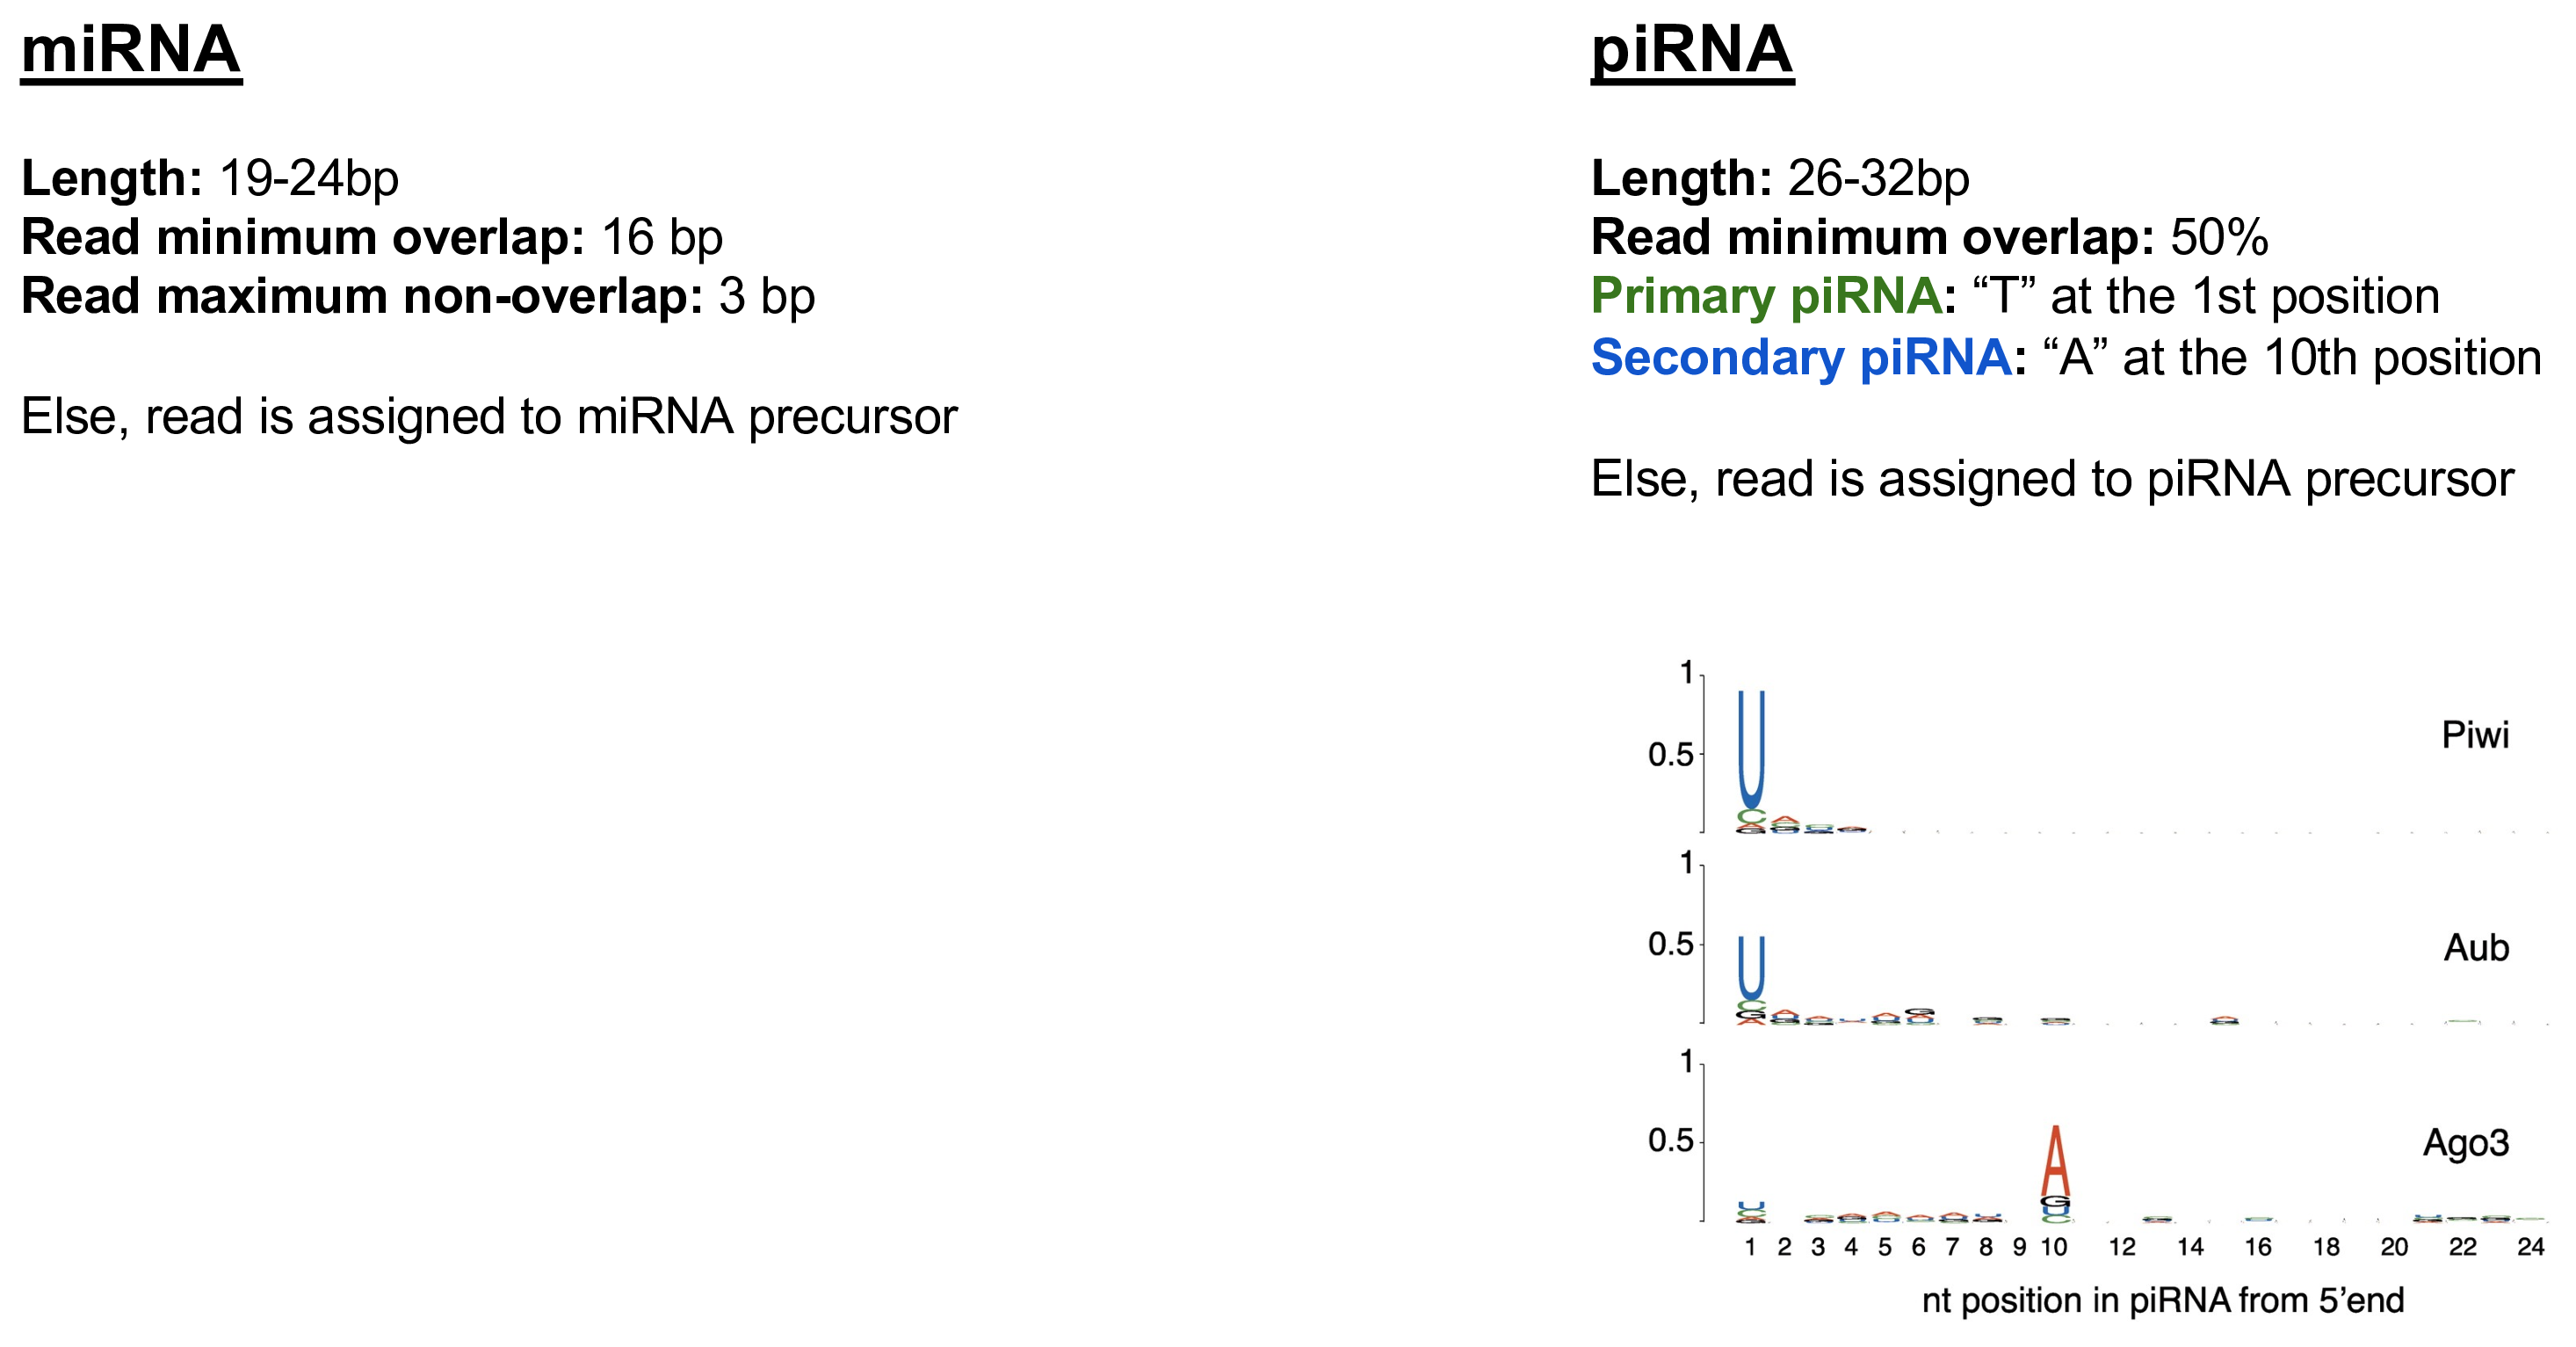 miRNA
Length: 19-24bp
Read minimum overlap: 16 bp
Read maximum non-overlap: 3 bp
Else, read is assigned to miRNA precursor
piRNA
Length: 26-32bp
Read minimum overlap: 50%
Primary piRNA: “T” at the 1st position
Secondary piRNA: “A” at the 10th position
Else, read is assigned to piRNA precursor
1
0.5
U
C
A
G
A
Piwi
1
0.5
U
C
G
A
A
G
Aub
1
0.5
A
G
U
C
U
C
Ago3
1 2 3 4 5 6 7 8 9 10 12 14 16 18 20 22 24
nt position in piRNA from 5’end